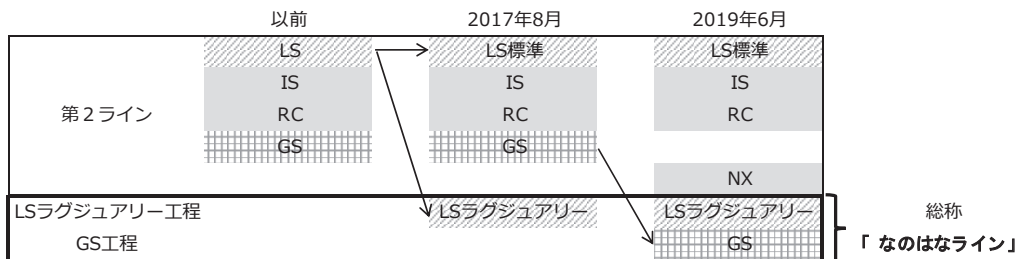 以前 2017年8月 2019年6月
LS LS標準 LS標準
IS IS IS
第2ライン RC RC RC
GS GS
NX
LSラグジュアリー工程 LSラグジュアリー LSラグジュアリー 総称
GS工程 GS 「なのはなライン」